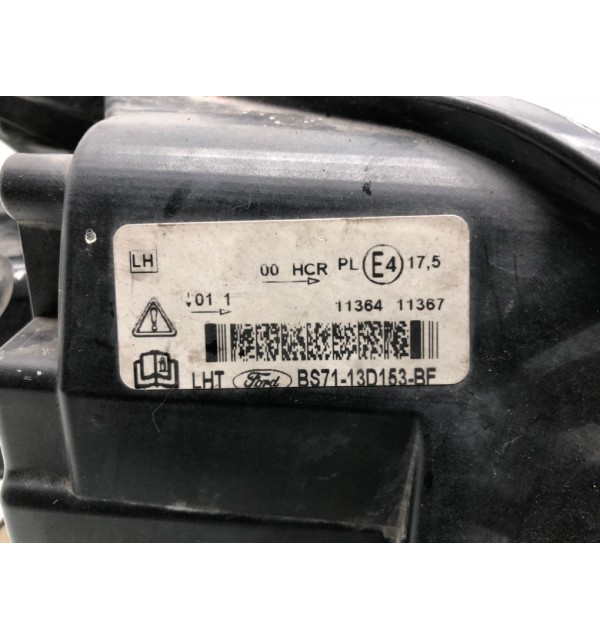 LH 00 HCR PL E4 17,5
01 1 11364 11367
LHT Ford BS71-13D153-BF